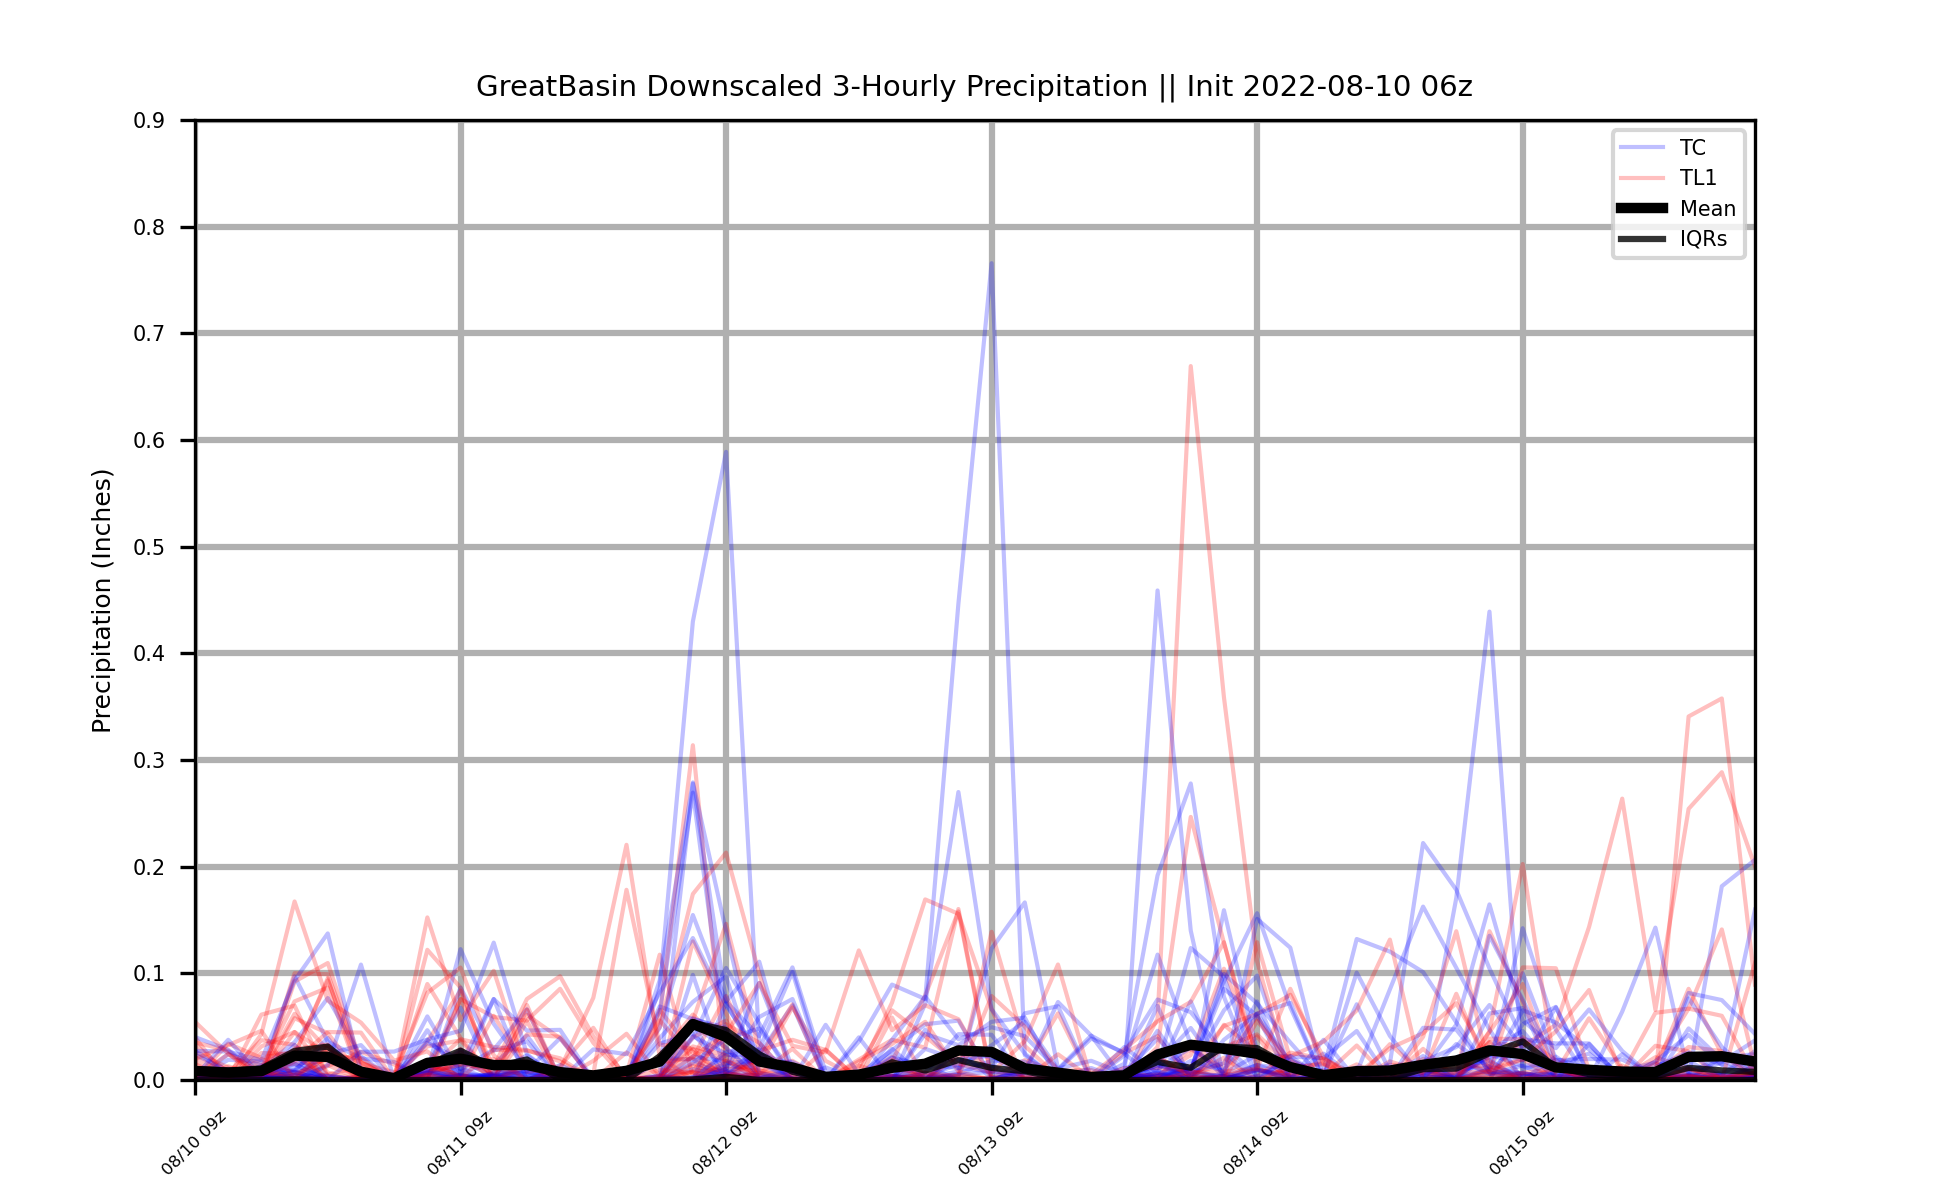 GreatBasin Downscaled 3-Hourly Precipitation || Init 2022-08-10 06z
TC
TL1
Mean
IQRs
Precipitation (Inches)
0.9
0.8
0.7
0.6
0.5
0.4
0.3
0.2
0.1
0.0
08/10 09z
08/11 09z
08/12 09z
08/13 09z
08/14 09z
08/15 09z